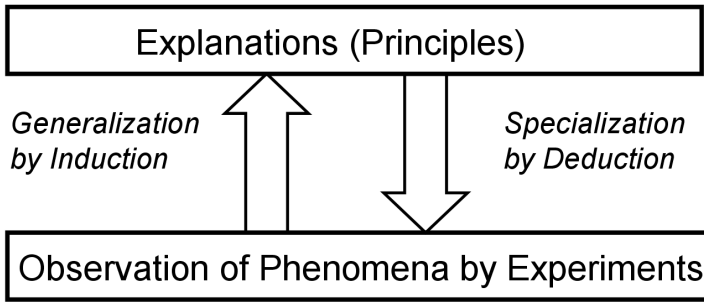 Explanations (Principles)
Generalization
by Induction
Specialization
by Deduction
Observation of Phenomena by Experiments